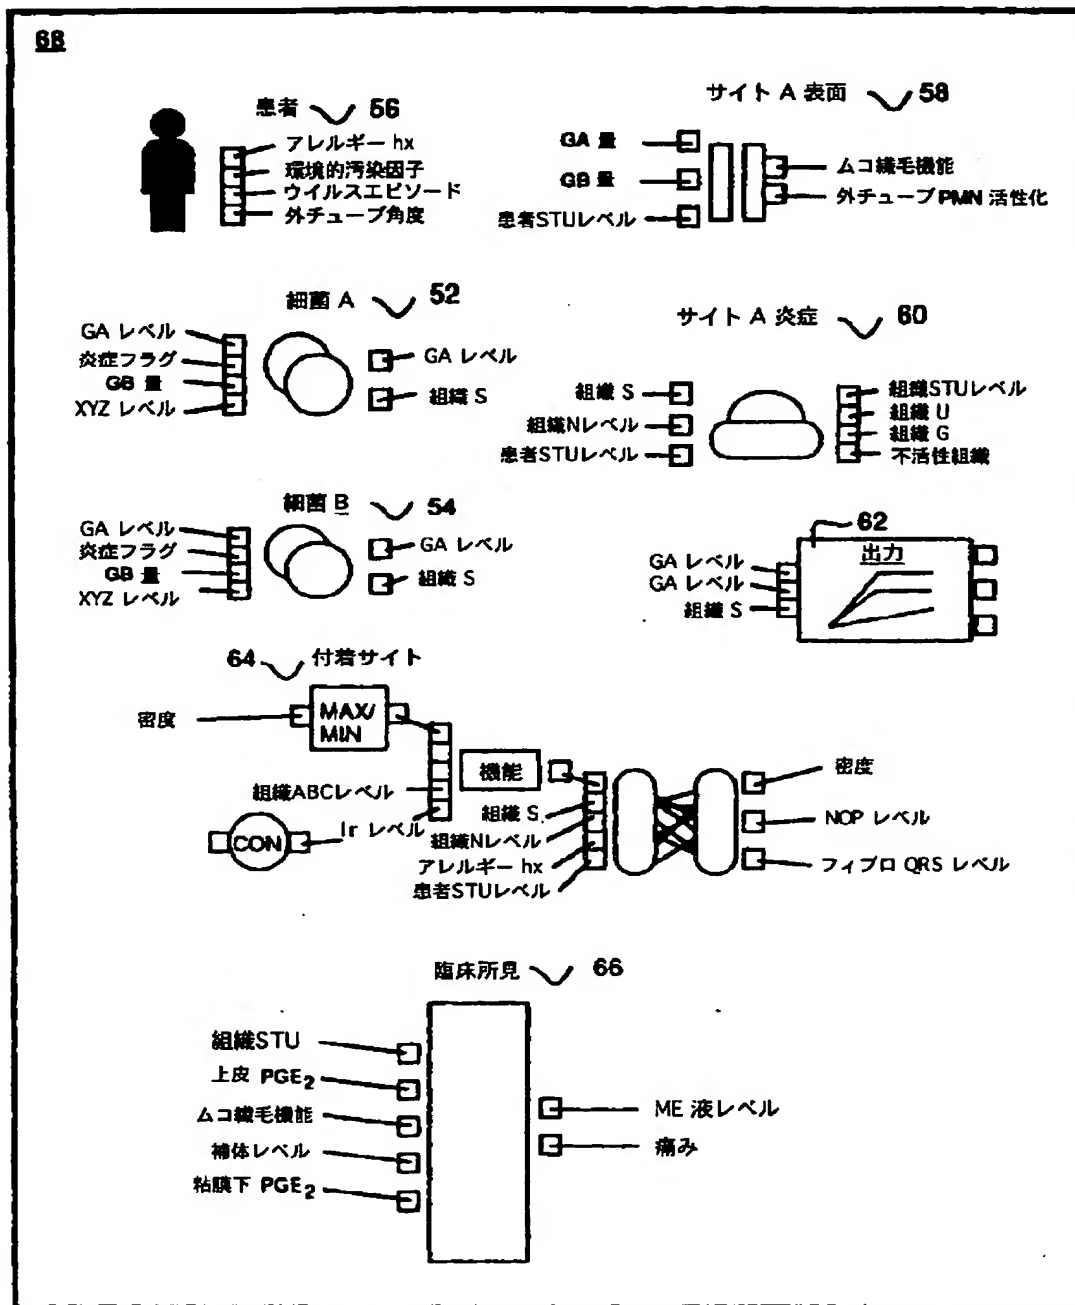 68
患者 56
アレルギー hx
環境的汚染因子
ウイルスエピソード
外チューブ角度
サイト A 表面 58
GA 量
GB 量
患者STUレベル
ムコ繊毛機能
外チューブ PMN 活性化
細菌 A 52
GA レベル
炎症フラグ
GB 量
XYZ レベル
GA レベル
組織 S
サイト A 炎症 60
組織 S
組織Nレベル
患者STUレベル
組織STUレベル
組織 U
組織 G
不活性組織
細菌 B 54
GA レベル
炎症フラグ
GB 量
XYZ レベル
GA レベル
組織 S
62
出力
GA レベル
GA レベル
組織 S
64 付着サイト
密度
MAX/
MIN
組織ABCレベル
Ir レベル
CON
機能
組織 S
組織Nレベル
アレルギー hx
患者STUレベル
密度
NOP レベル
フィブロ QRS レベル
臨床所見 66
組織STU
上皮 PGE2
ムコ繊毛機能
補体レベル
粘膜下 PGE2
ME 液レベル
痛み